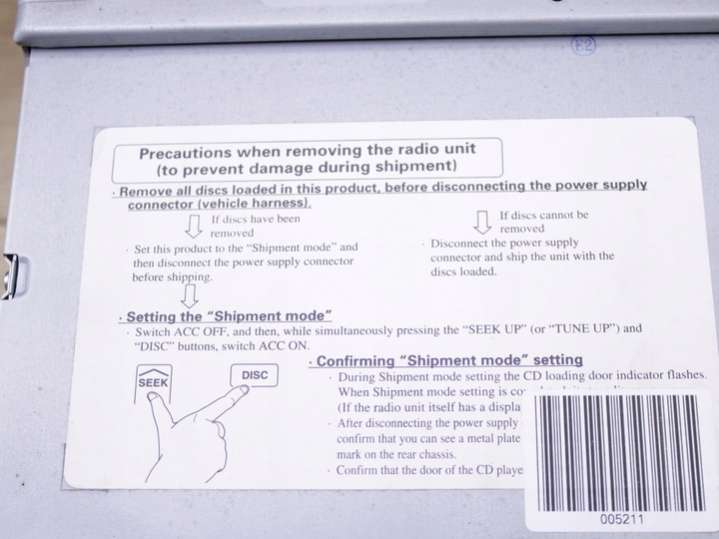 E2
Precautions when removing the radio unit
(to prevent damage during shipment)
· Remove all discs loaded in this product, before disconnecting the power supply
connector (vehicle harness).
If discs have been
removed
If discs cannot be
removed
· Set this product to the “Shipment mode” and
then disconnect the power supply connector
before shipping.
· Disconnect the power supply
connector and ship the unit with the
discs loaded.
· Setting the “Shipment mode”
· Switch ACC OFF, and then, while simultaneously pressing the “SEEK UP” (or “TUNE UP”) and
“DISC” buttons, switch ACC ON.
SEEK
DISC
· Confirming “Shipment mode” setting
· During Shipment mode setting the CD loading door indicator flashes.
When Shipment mode setting is
(If the radio unit itself has a
· After disconnecting the power supply
confirm that you can see a metal plate
mark on the rear chassis.
· Confirm that the door of the CD
005211